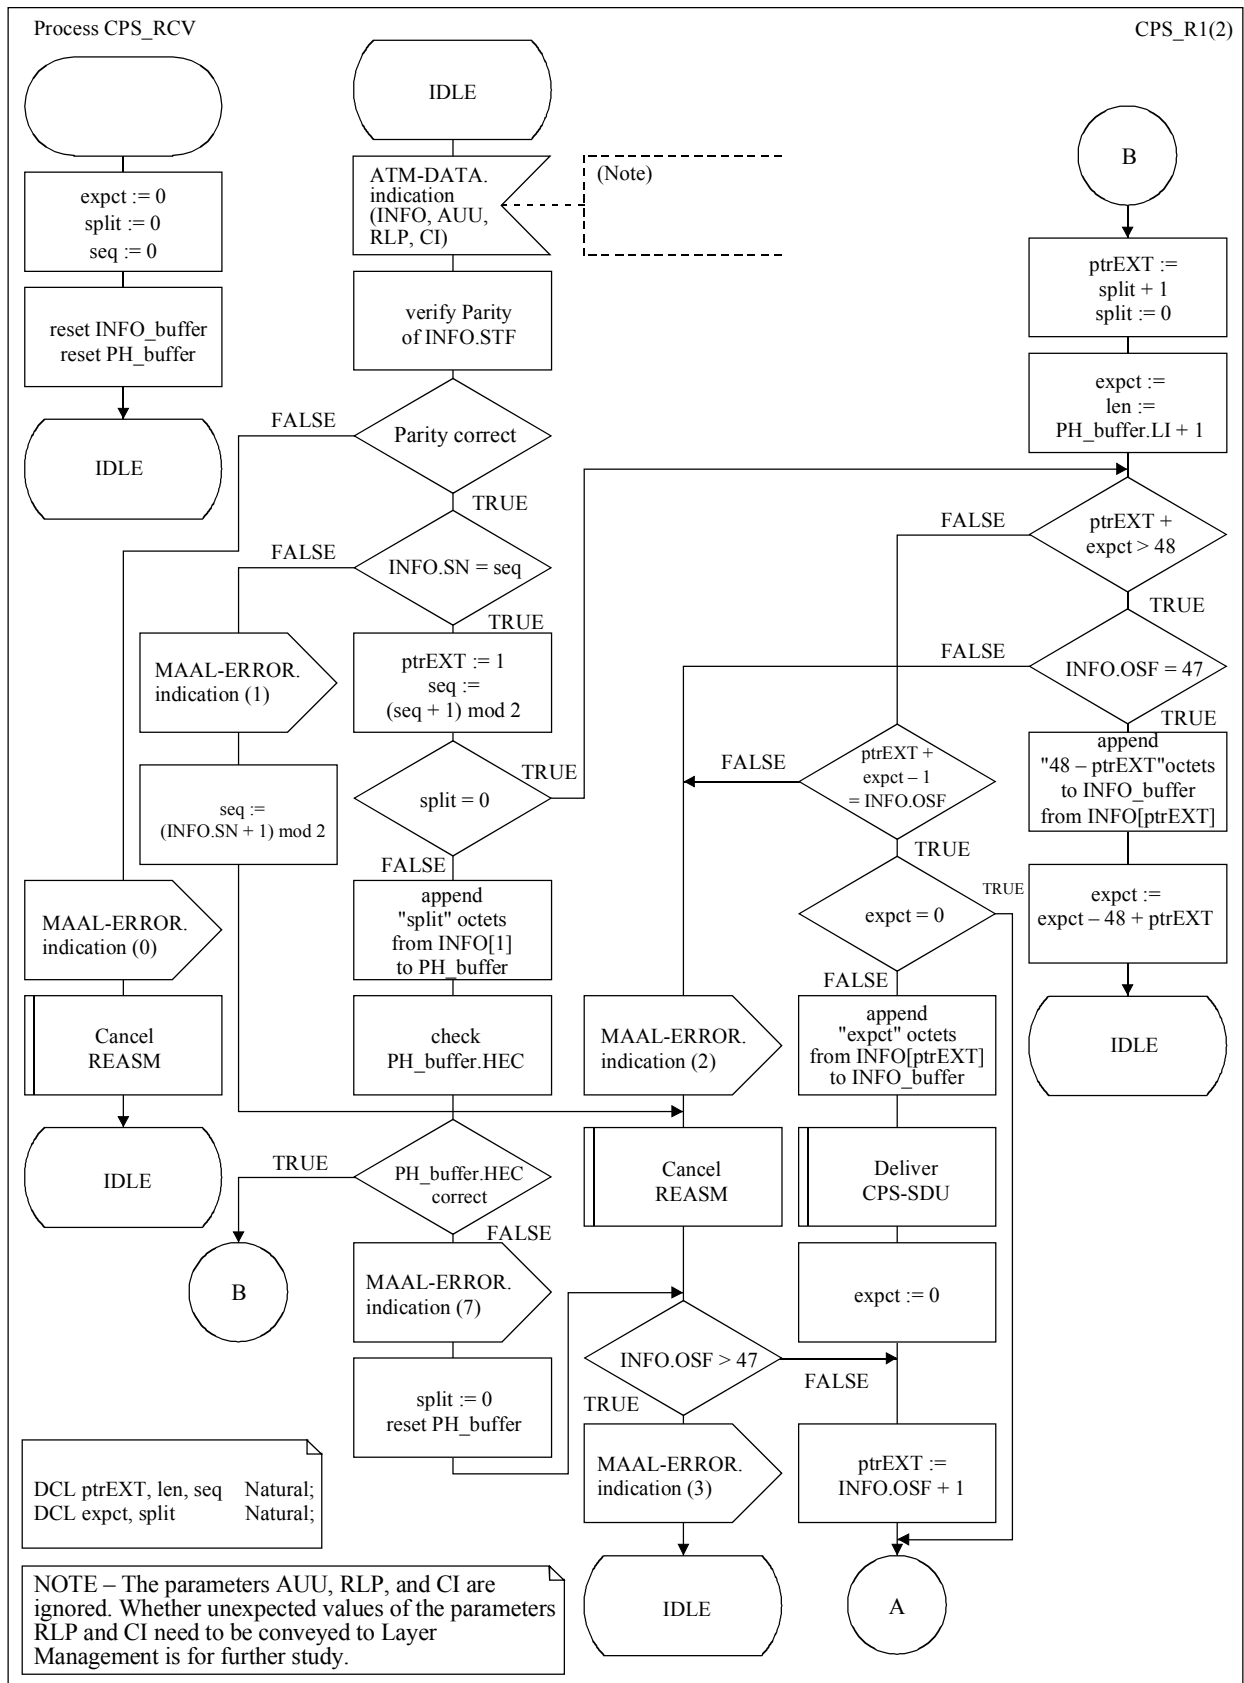 Process CPS_RCV
CPS_R1(2)
expct := 0
split := 0
seq := 0
reset INFO_buffer
reset PH_buffer
IDLE
IDLE
ATM-DATA.
indication
(INFO, AUU,
RLP, CI)
(Note)
verify Parity
of INFO.STF
Parity correct
FALSE
TRUE
INFO.SN = seq
FALSE
TRUE
MAAL-ERROR.
indication (1)
seq :=
(INFO.SN + 1) mod 2
ptrEXT := 1
seq :=
(seq + 1) mod 2
split = 0
TRUE
FALSE
MAAL-ERROR.
indication (0)
Cancel
REASM
IDLE
append
"split" octets
from INFO[1]
to PH_buffer
check
PH_buffer.HEC
PH_buffer.HEC
correct
TRUE
FALSE
B
MAAL-ERROR.
indication (7)
split := 0
reset PH_buffer
B
ptrEXT :=
split + 1
split := 0
expct :=
len :=
PH_buffer.LI + 1
ptrEXT +
expct > 48
FALSE
TRUE
INFO.OSF = 47
FALSE
TRUE
append
"48 – ptrEXT"octets
to INFO_buffer
from INFO[ptrEXT]
expct :=
expct – 48 + ptrEXT
IDLE
ptrEXT +
expct – 1
= INFO.OSF
FALSE
TRUE
expct = 0
TRUE
FALSE
append
"expct" octets
from INFO[ptrEXT]
to INFO_buffer
Deliver
CPS-SDU
expct := 0
MAAL-ERROR.
indication (2)
Cancel
REASM
INFO.OSF > 47
FALSE
TRUE
MAAL-ERROR.
indication (3)
IDLE
ptrEXT :=
INFO.OSF + 1
A
DCL ptrEXT, len, seq Natural;
DCL expct, split Natural;
NOTE – The parameters AUU, RLP, and CI are
ignored. Whether unexpected values of the parameters
RLP and CI need to be conveyed to Layer
Management is for further study.